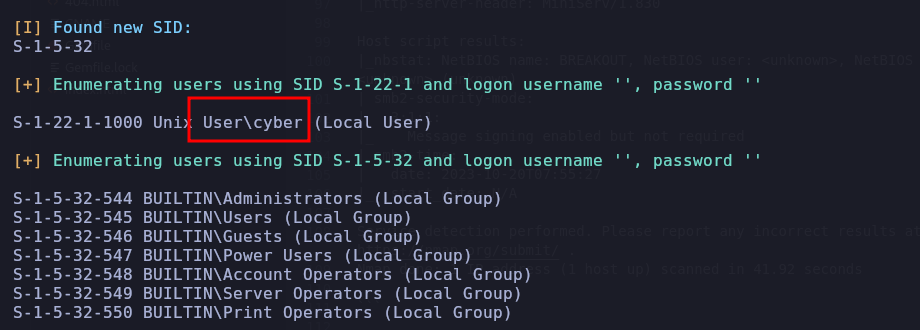 [I] Found new SID:
S-1-5-32
[+] Enumerating users using SID S-1-22-1 and logon username '', password ''
S-1-22-1-1000 Unix User\cyber (Local User)
[+] Enumerating users using SID S-1-5-32 and logon username '', password ''
S-1-5-32-544 BUILTIN\Administrators (Local Group)
S-1-5-32-545 BUILTIN\Users (Local Group)
S-1-5-32-546 BUILTIN\Guests (Local Group)
S-1-5-32-547 BUILTIN\Power Users (Local Group)
S-1-5-32-548 BUILTIN\Account Operators (Local Group)
S-1-5-32-549 BUILTIN\Server Operators (Local Group)
S-1-5-32-550 BUILTIN\Print Operators (Local Group)